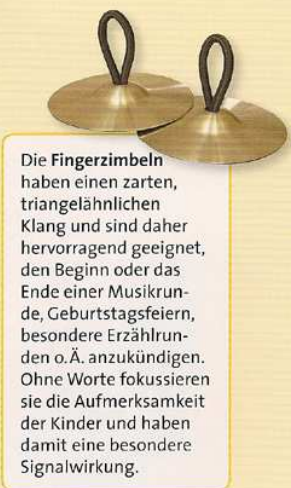 Die Fingerzimbeln
haben einen zarten,
triangelähnlichen
Klang und sind daher
hervorragend geeignet,
den Beginn oder das
Ende einer Musikrun-
de, Geburtstagsfeiern,
besondere Erzählrun-
den o. Ä. anzukündigen.
Ohne Worte fokussieren
sie die Aufmerksamkeit
der Kinder und haben
damit eine besondere
Signalwirkung.